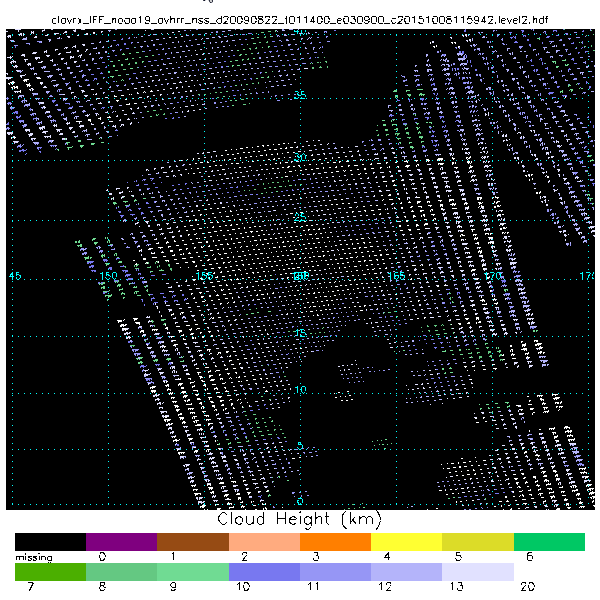 clavrx_IFF_noaa19_avhrr_nss_d20090822_t011400_e030900_c20151008115942.level2.hdf
35
30
25
45 150 155 160 165 170 175
15
10
5
0
Cloud Height (km)
missing 0 1 2 3 4 5 6
7 8 9 10 11 12 13 20